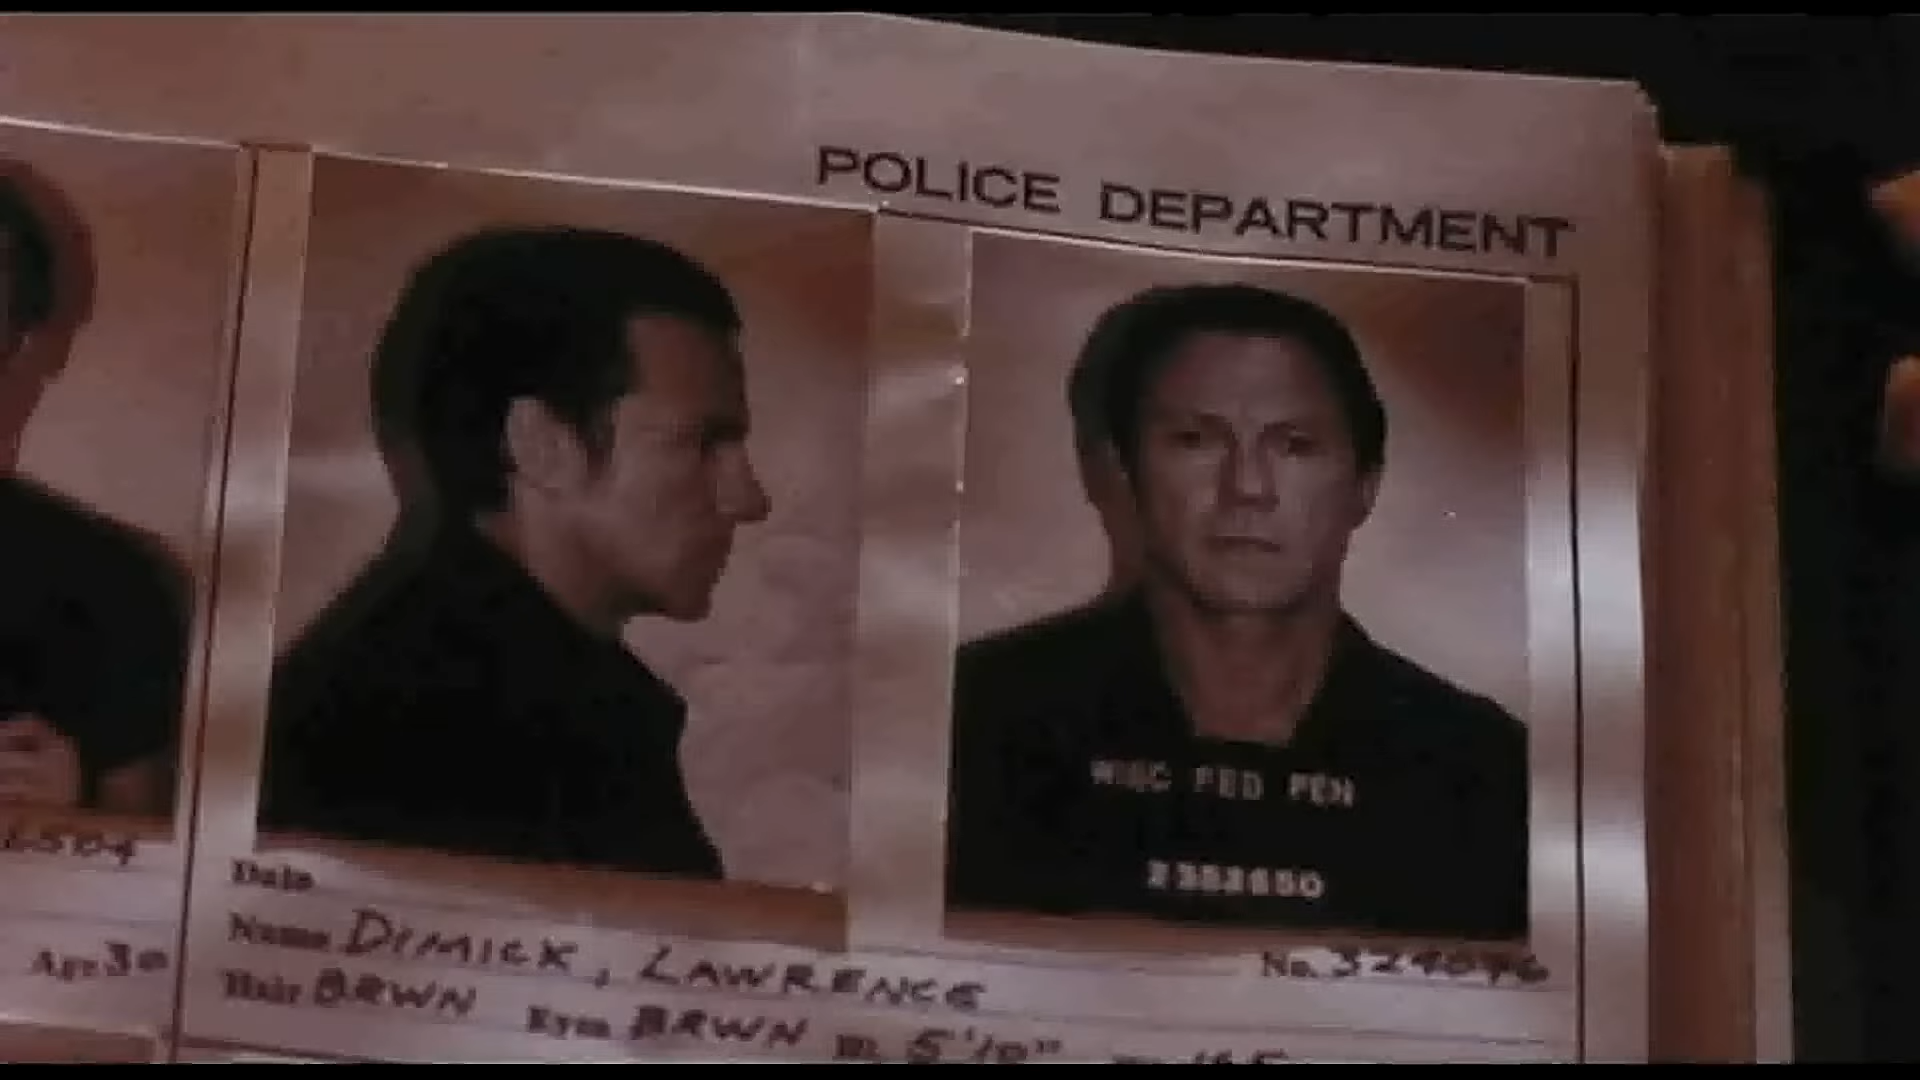 POLICE DEPARTMENT
WISC FED PEN
2382650
Date
Name DIMICK, LAWRENCE
No. 324096
Age 30
Hair BRWN Eyes BRWN 5'10"